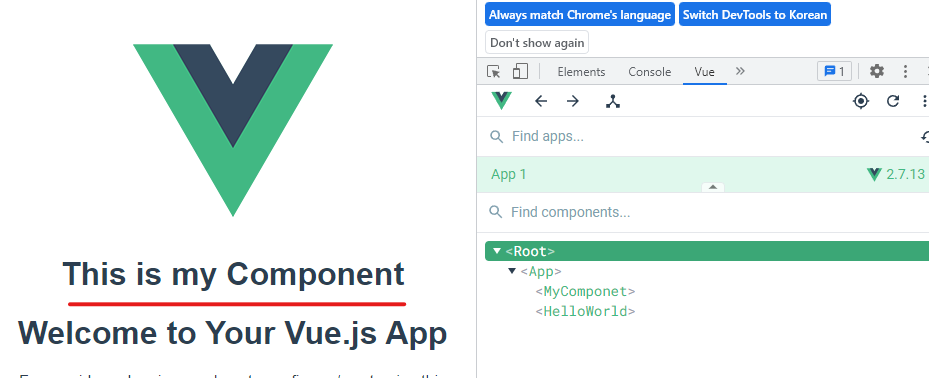 This is my Component
Welcome to Your Vue.js App
Always match Chrome's language Switch DevTools to Korean
Don't show again
Elements Console Vue 1
Find apps...
App 1 2.7.13
Find components...
<Root>
<App>
<MyComponet>
<HelloWorld>